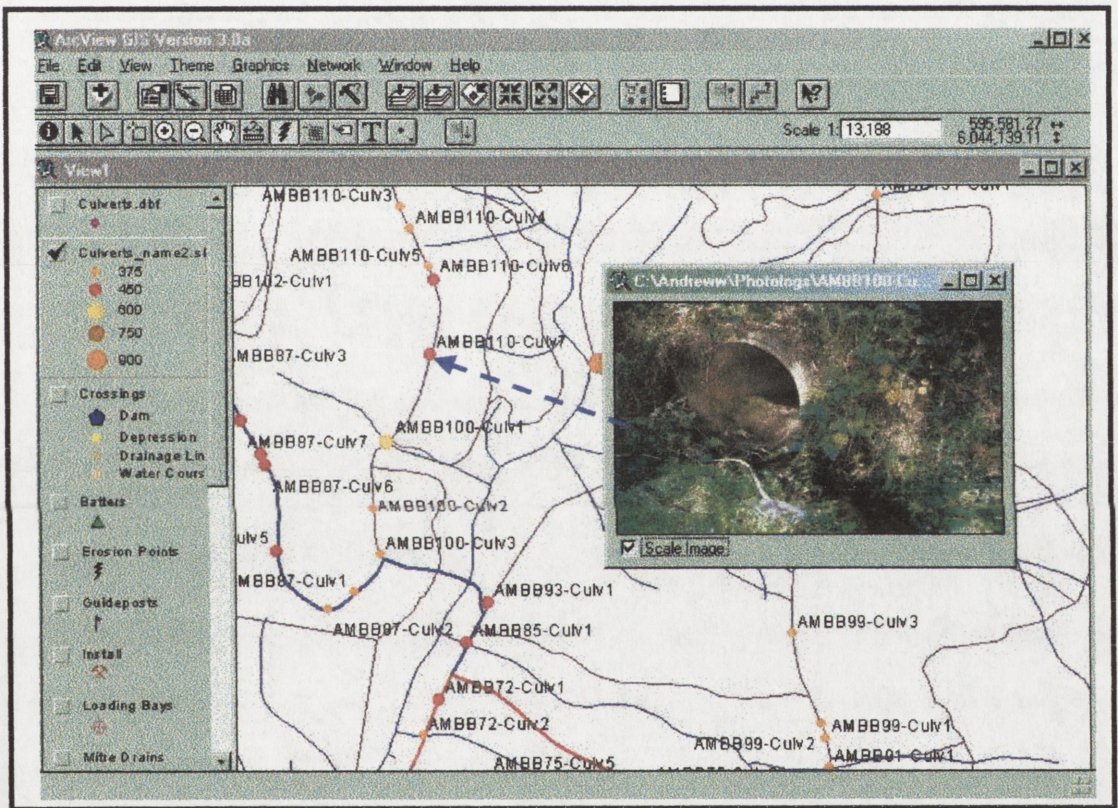 ArcView GIS Version 3.0a
File Edit View Theme Graphics Network Window Help
Scale 1: 13,188
595,581.27
6,044,139.11
View1
Culverts.dbf
Culverts_name2.sl
375
450
600
750
900
Crossings
Dam
Depression
Drainage Lin
Water Cours
Batters
Erosion Points
Guideposts
Install
Loading Bays
Mitre Drains
AMBB110-Culv3
AMBB110-Culv4
AMBB110-Culv5
AMBB110-Culv6
BB102-Culv1
AMBB110-Culv7
AMBB87-Culv3
AMBB100-Culv1
AMBB87-Culv7
AMBB87-Culv6
AMBB100-Culv2
ulv5
AMBB100-Culv3
AMBB87-Culv1
AMBB93-Culv1
AMBB87-Culv2
AMBB85-Culv1
AMBB72-Culv1
AMBB72-Culv2
AMBB75-Culv5
C:\Andreww\Photologs\AMBB100-Cu...
Scale Image
AMBB99-Culv3
AMBB99-Culv1
AMBB99-Culv2
AMBB91-Culv1